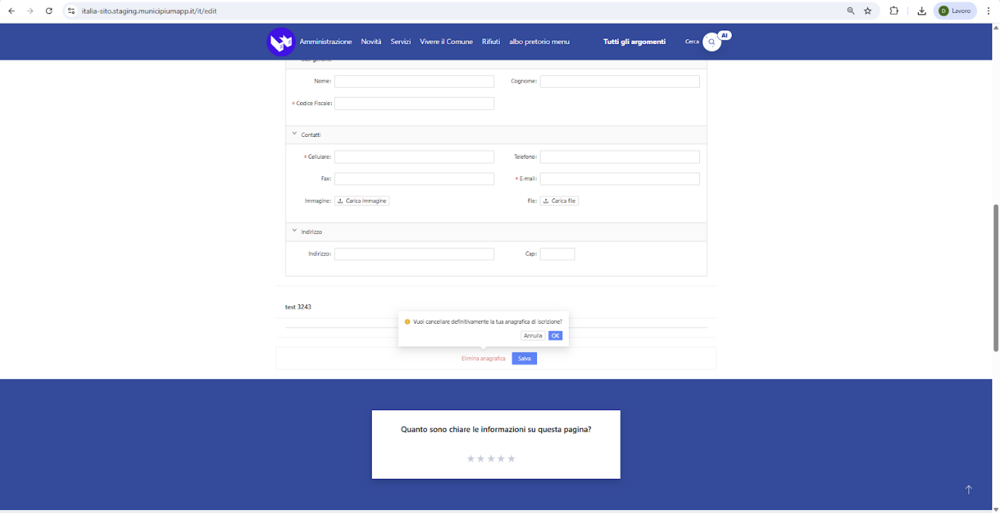 italia-sito.staging.municipiumapp.it/it/edit
D Lavoro
Amministrazione Novità Servizi Vivere il Comune Rifiuti albo pretorio menu Tutti gli argomenti Cerca AI
Nome: Cognome:
* Codice Fiscale:
Contatti
* Cellulare: Telefono:
Fax: * E-mail:
Immagine: Carica immagine file: Carica file
Indirizzo
Indirizzo: Cap:
test 3243
Vuoi cancellare definitivamente la tua anagrafica di iscrizione?
Annulla OK
Elimina anagrafica Salva
Quanto sono chiare le informazioni su questa pagina?